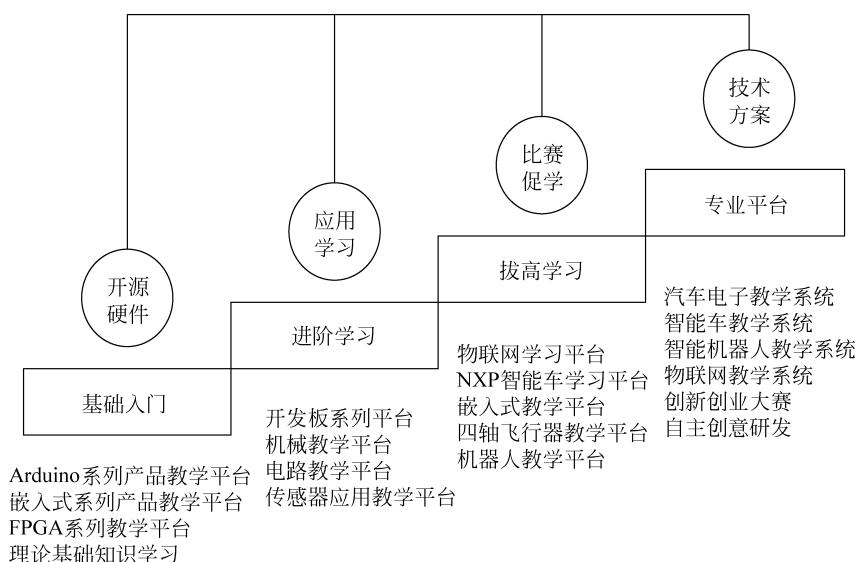 技术
方案
比赛
促学
应用
学习
开源
硬件
专业平台
拔高学习
进阶学习
基础入门
汽车电子教学系统
智能车教学系统
智能机器人教学系统
物联网教学系统
创新创业大赛
自主创意研发
物联网学习平台
NXP智能车学习平台
嵌入式教学平台
四轴飞行器教学平台
机器人教学平台
开发板系列平台
机械教学平台
电路教学平台
传感器应用教学平台
Arduino系列产品教学平台
嵌入式系列产品教学平台
FPGA系列教学平台
理论基础知识学习